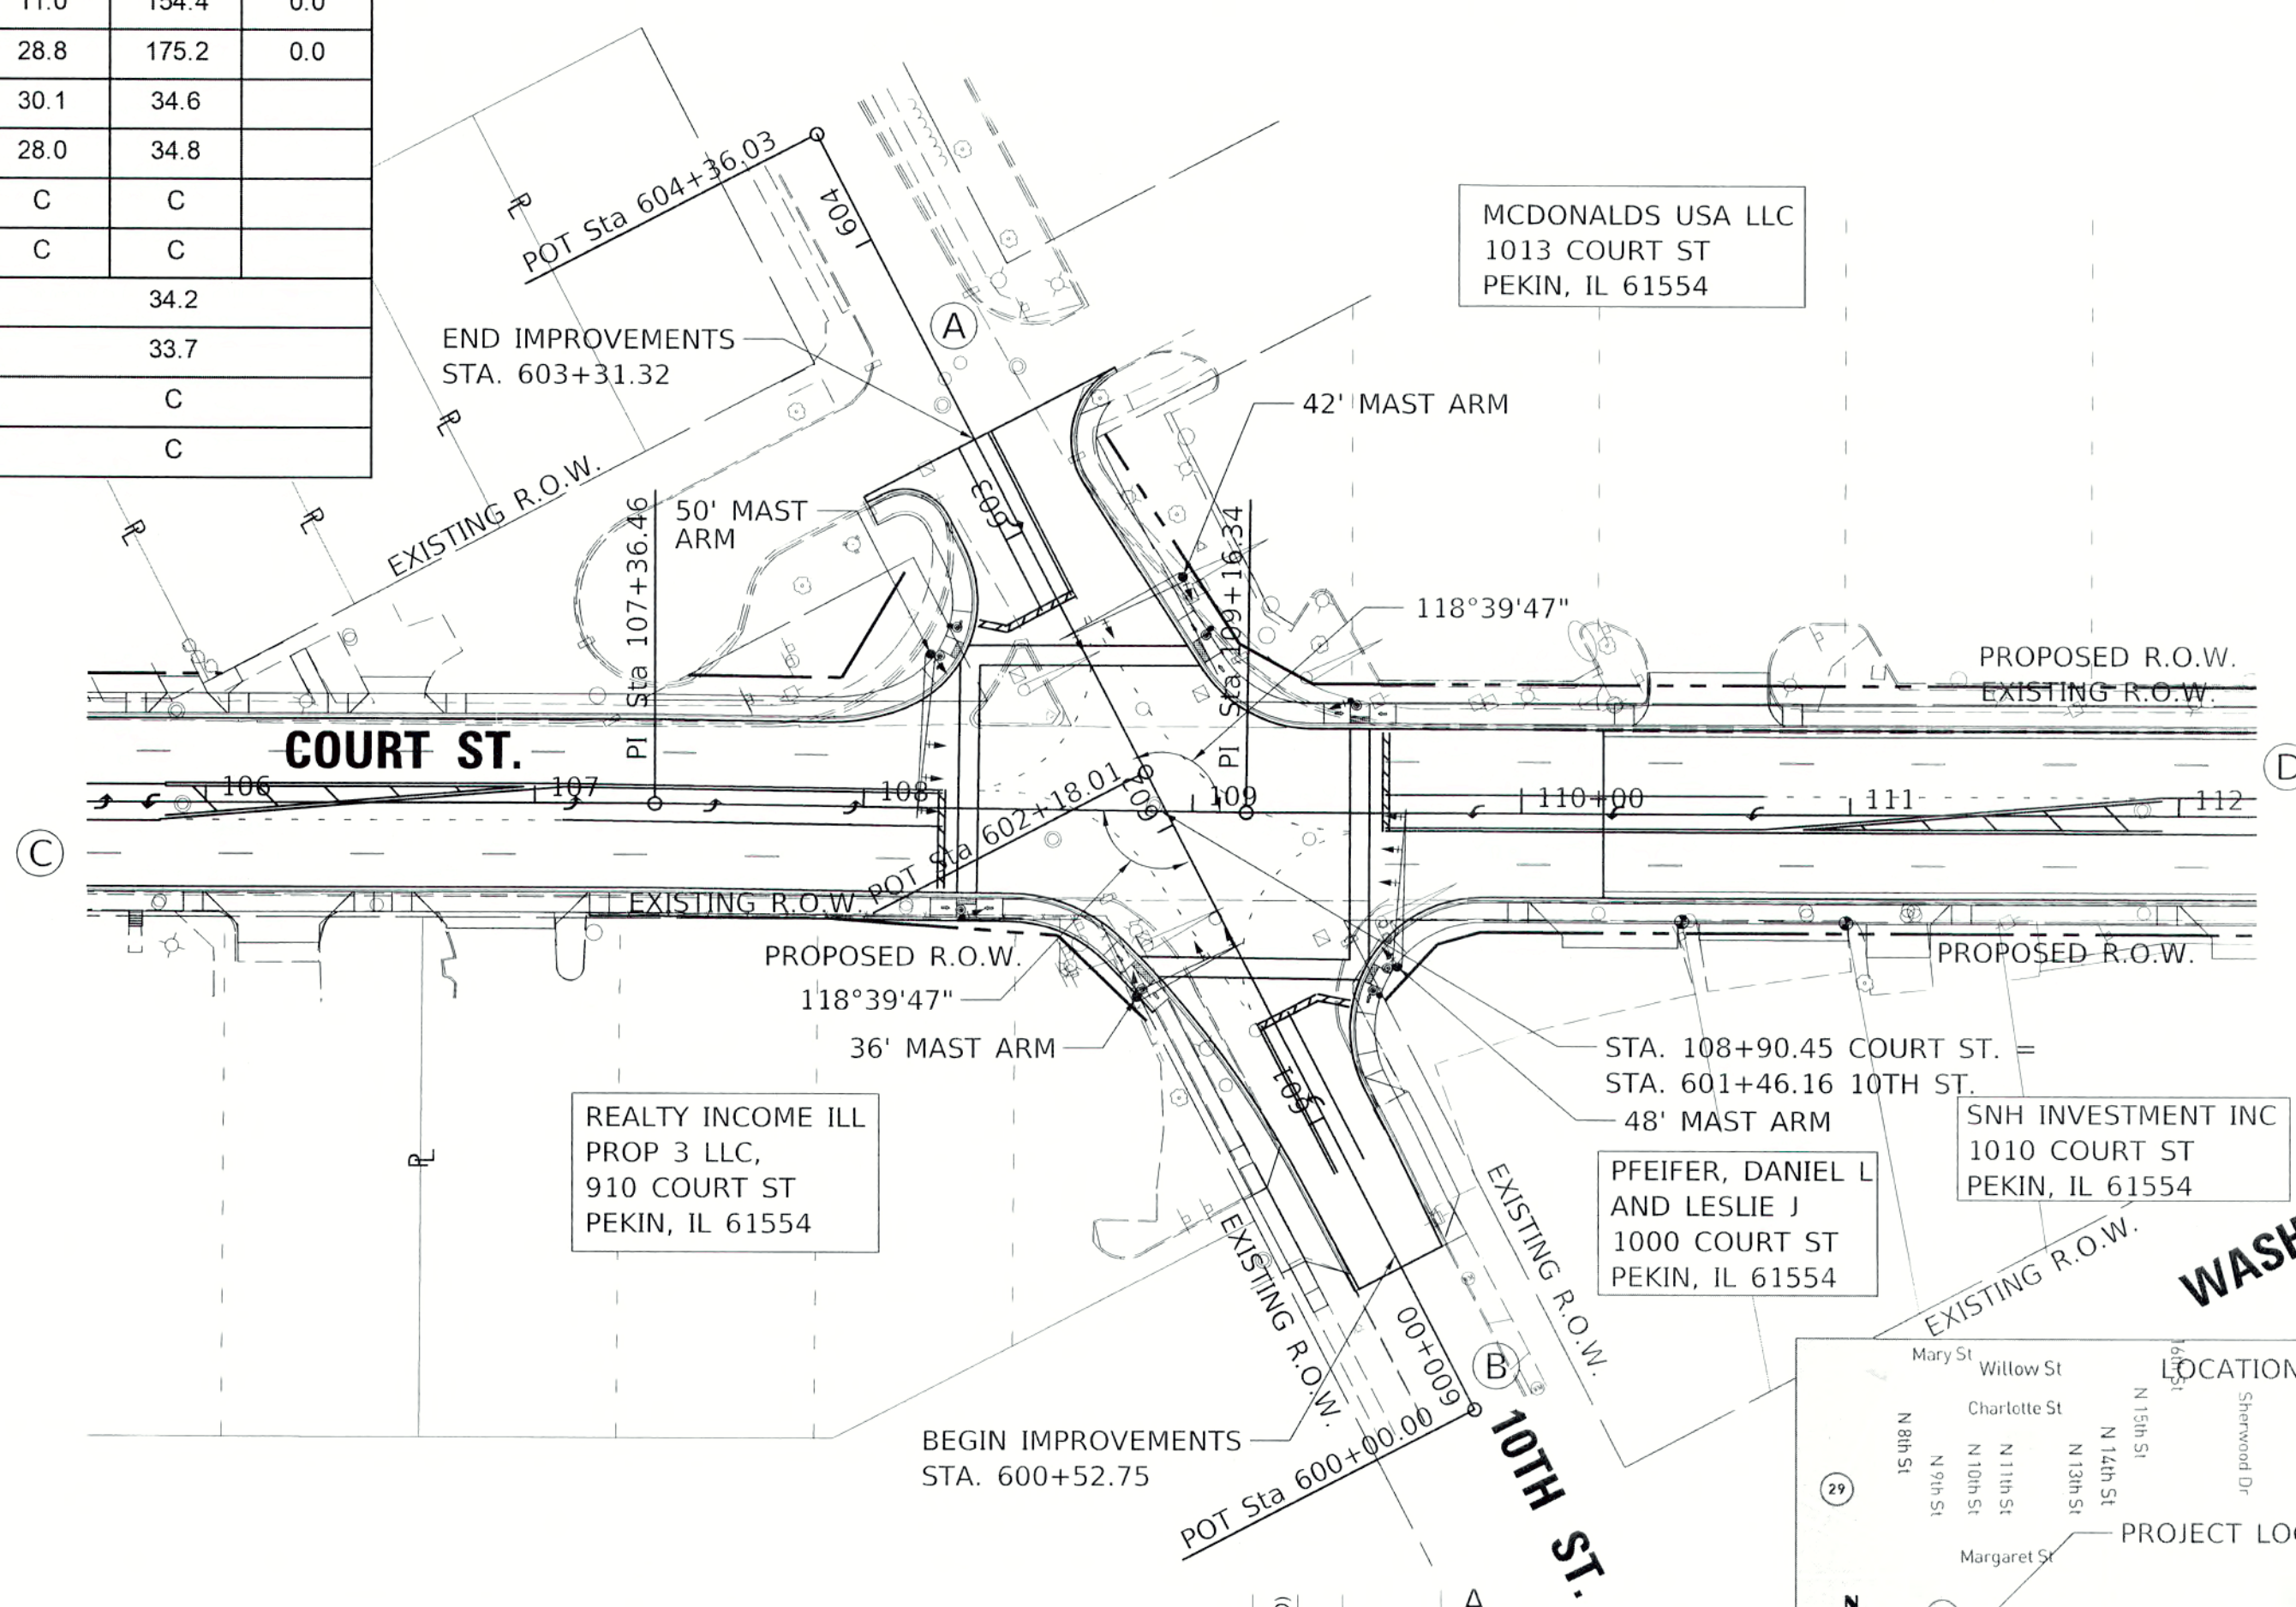 11.0 154.4 0.0
28.8 175.2 0.0
30.1 34.6
28.0 34.8
C C
C C
34.2
33.7
C
C
POT Sta 604+36.03
604
A
MCDONALDS USA LLC
1013 COURT ST
PEKIN, IL 61554
END IMPROVEMENTS
STA. 603+31.32
42' MAST ARM
PL
PL
PL
PL
EXISTING R.O.W.
50' MAST
ARM
603
PI Sta 107+36.46
PI Sta 109+16.34
118°39'47"
PROPOSED R.O.W.
EXISTING R.O.W.
COURT ST.
106
107
108
109
110+00
111
112
602
POT Sta 602+18.01
C
D
EXISTING R.O.W.
PROPOSED R.O.W.
118°39'47"
36' MAST ARM
PROPOSED R.O.W.
STA. 108+90.45 COURT ST. =
STA. 601+46.16 10TH ST.
48' MAST ARM
601
REALTY INCOME ILL
PROP 3 LLC,
910 COURT ST
PEKIN, IL 61554
PL
PFEIFER, DANIEL L
AND LESLIE J
1000 COURT ST
PEKIN, IL 61554
SNH INVESTMENT INC
1010 COURT ST
PEKIN, IL 61554
EXISTING R.O.W.
EXISTING R.O.W.
EXISTING R.O.W.
WASH
600+00
B
BEGIN IMPROVEMENTS
STA. 600+52.75
POT Sta 600+00.00
10TH ST.
LOCATION
Mary St
Willow St
16th St
Charlotte St
N 8th St
N 9th St
N 10th St
N 11th St
N 13th St
N 14th St
N 15th St
Sherwood Dr
29
PROJECT LO
Margaret St
A
N